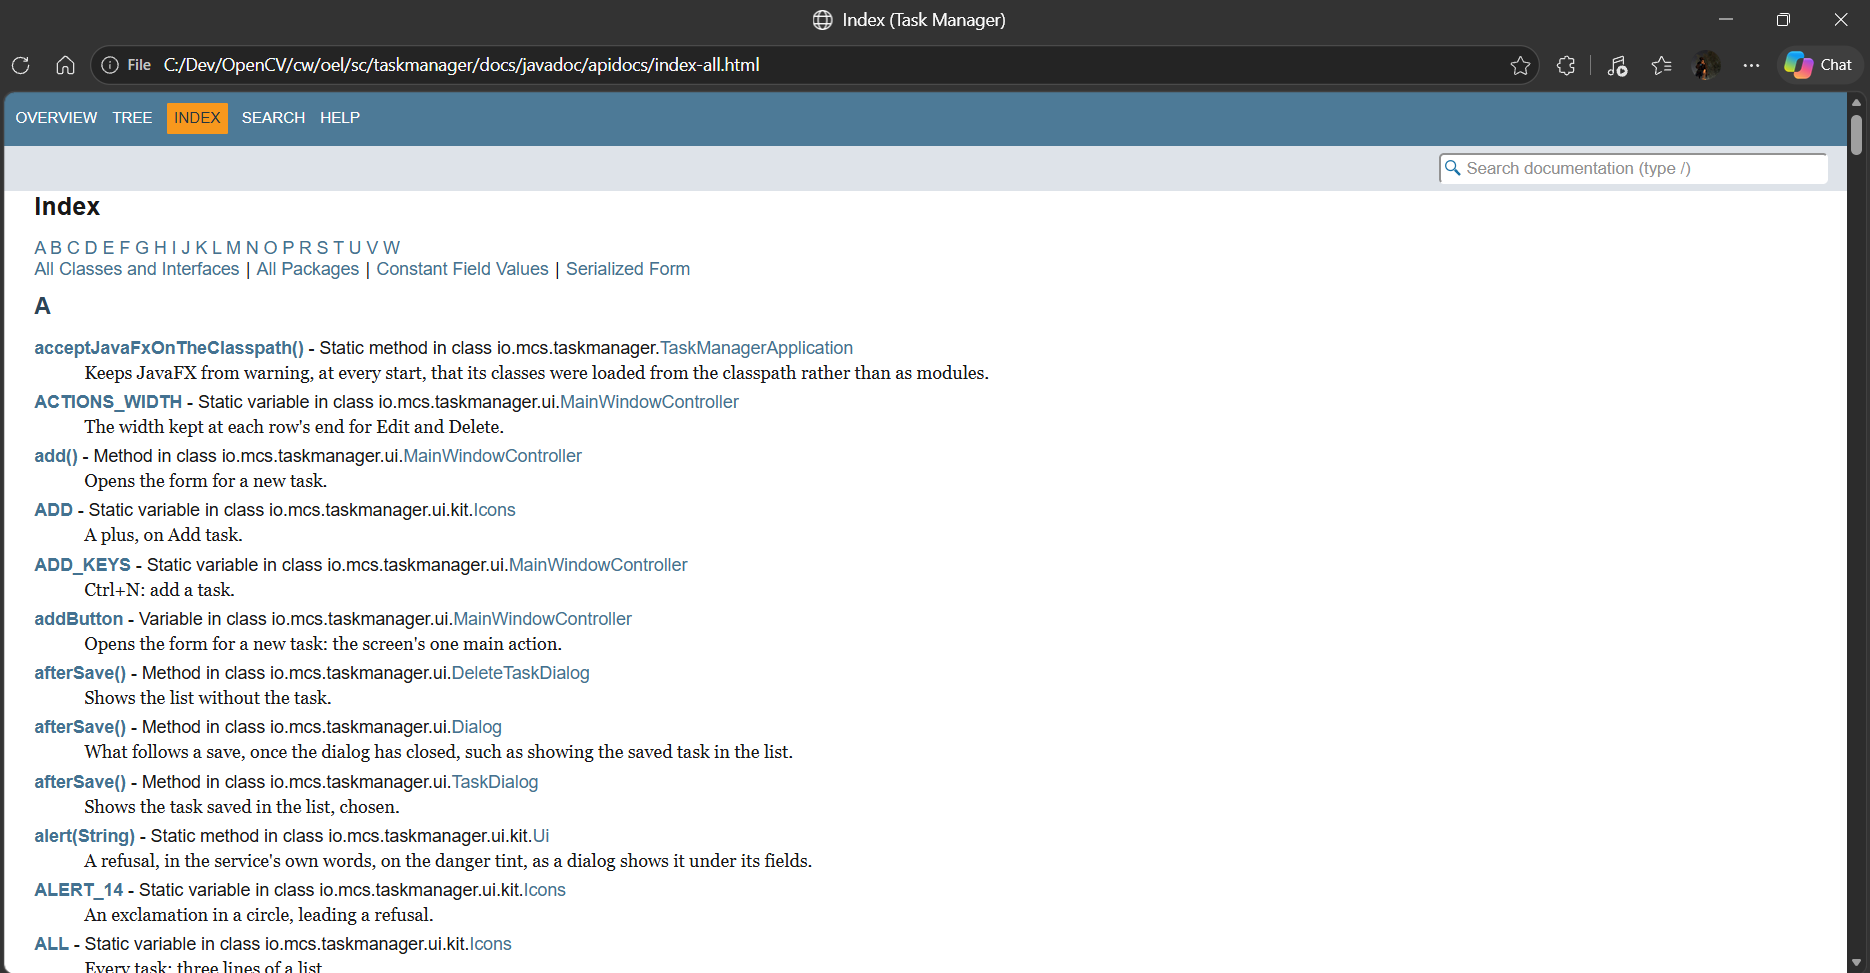 Index (Task Manager)
File C:/Dev/OpenCV/cw/oel/sc/taskmanager/docs/javadoc/apidocs/index-all.html
Chat
OVERVIEW TREE INDEX SEARCH HELP
Search documentation (type /)
Index
A B C D E F G H I J K L M N O P R S T U V W
All Classes and Interfaces | All Packages | Constant Field Values | Serialized Form
A
acceptJavaFxOnTheClasspath() - Static method in class io.mcs.taskmanager.TaskManagerApplication
Keeps JavaFX from warning, at every start, that its classes were loaded from the classpath rather than as modules.
ACTIONS_WIDTH - Static variable in class io.mcs.taskmanager.ui.MainWindowController
The width kept at each row's end for Edit and Delete.
add() - Method in class io.mcs.taskmanager.ui.MainWindowController
Opens the form for a new task.
ADD - Static variable in class io.mcs.taskmanager.ui.kit.Icons
A plus, on Add task.
ADD_KEYS - Static variable in class io.mcs.taskmanager.ui.MainWindowController
Ctrl+N: add a task.
addButton - Variable in class io.mcs.taskmanager.ui.MainWindowController
Opens the form for a new task: the screen's one main action.
afterSave() - Method in class io.mcs.taskmanager.ui.DeleteTaskDialog
Shows the list without the task.
afterSave() - Method in class io.mcs.taskmanager.ui.Dialog
What follows a save, once the dialog has closed, such as showing the saved task in the list.
afterSave() - Method in class io.mcs.taskmanager.ui.TaskDialog
Shows the task saved in the list, chosen.
alert(String) - Static method in class io.mcs.taskmanager.ui.kit.Ui
A refusal, in the service's own words, on the danger tint, as a dialog shows it under its fields.
ALERT_14 - Static variable in class io.mcs.taskmanager.ui.kit.Icons
An exclamation in a circle, leading a refusal.
ALL - Static variable in class io.mcs.taskmanager.ui.kit.Icons
Every task: three lines of a list